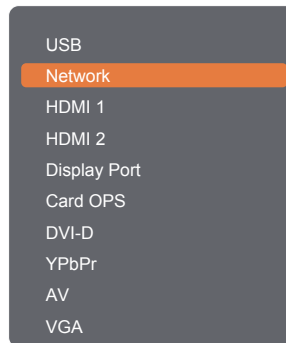 USB
Network
HDMI 1
HDMI 2
Display Port
Card OPS
DVI-D
YPbPr
AV
VGA